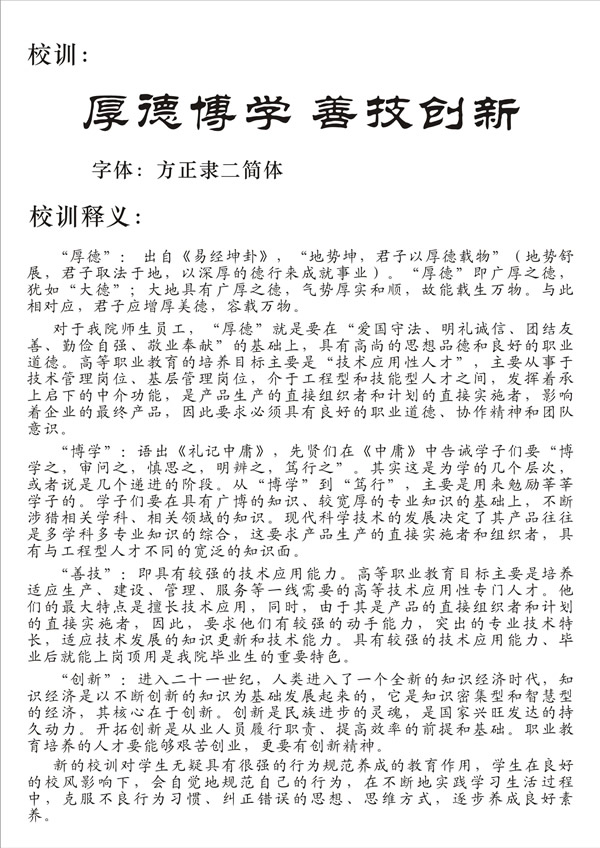 校训：
厚德博学 善技创新
字体：方正隶二简体
校训释义：
“厚德”： 出自《易经坤卦》，“地势坤，君子以厚德载物”（地势舒
展，君子取法于地，以深厚的德行来成就事业）。“厚德”即广厚之德，
犹如“大德”；大地具有广厚之德，气势厚实和顺，故能载生万物。与此
相对应，君子应增厚美德，容载万物。
对于我院师生员工，“厚德”就是要在“爱国守法、明礼诚信、团结友
善、勤俭自强、敬业奉献”的基础上，具有高尚的思想品德和良好的职业
道德。高等职业教育的培养目标主要是“技术应用性人才”，主要从事于
技术管理岗位、基层管理岗位，介于工程型和技能型人才之间，发挥着承
上启下的中介功能，是产品生产的直接组织者和计划的直接实施者，影响
着企业的最终产品，因此要求必须具有良好的职业道德、协作精神和团队
意识。
“博学”：语出《礼记中庸》，先贤们在《中庸》中告诫学子们要“博
学之，审问之，慎思之，明辨之，笃行之”。其实这是为学的几个层次，
或者说是几个递进的阶段。从“博学”到“笃行”，主要是用来勉励莘莘
学子的。学子们要在具有广博的知识、较宽厚的专业知识的基础上，不断
涉猎相关学科、相关领域的知识。现代科学技术的发展决定了其产品往往
是多学科多专业知识的综合，这要求产品生产的直接实施者和组织者，具
有与工程型人才不同的宽泛的知识面。
“善技”：即具有较强的技术应用能力。高等职业教育目标主要是培养
适应生产、建设、管理、服务等一线需要的高等技术应用性专门人才。他
们的最大特点是擅长技术应用，同时，由于其是产品的直接组织者和计划
的直接实施者，因此，要求他们有较强的动手能力，突出的专业技术特
长，适应技术发展的知识更新和技术能力。具有较强的技术应用能力、毕
业后就能上岗顶用是我院毕业生的重要特色。
“创新”：进入二十一世纪，人类进入了一个全新的知识经济时代，知
识经济是以不断创新的知识为基础发展起来的，它是知识密集型和智慧型
的经济，其核心在于创新。创新是民族进步的灵魂，是国家兴旺发达的持
久动力。开拓创新是从业人员履行职责、提高效率的前提和基础。职业教
育培养的人才要能够艰苦创业，更要有创新精神。
新的校训对学生无疑具有很强的行为规范养成的教育作用，学生在良好
的校风影响下，会自觉地规范自己的行为，在不断地实践学习生活过程
中，克服不良行为习惯、纠正错误的思想、思维方式，逐步养成良好素
养。